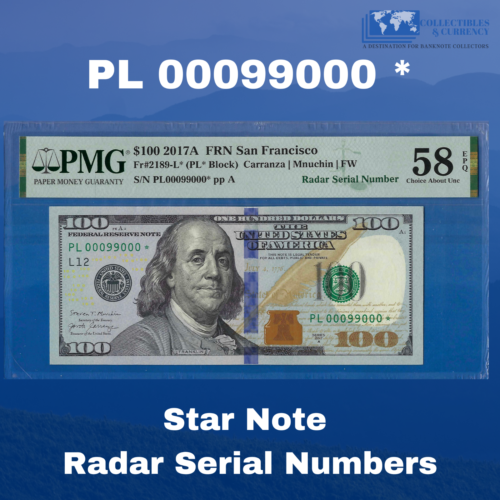 COLLECTIBLES
& CURRENCY
A DESTINATION FOR BANKNOTE COLLECTORS
PL 00099000 *
PMG
PAPER MONEY GUARANTY
$100 2017A FRN San Francisco
Fr#2189-L* (PL* Block) Carranza | Mnuchin | FW
S/N PL00099000* pp A
Radar Serial Number
58
EPQ
Choice About Unc
100
ONE HUNDRED DOLLARS
100
FEDERAL RESERVE NOTE
THE UNITED STATES
OF AMERICA
PL 00099000 *
L12
100
PL 00099000 *
100
100
Star Note
Radar Serial Numbers